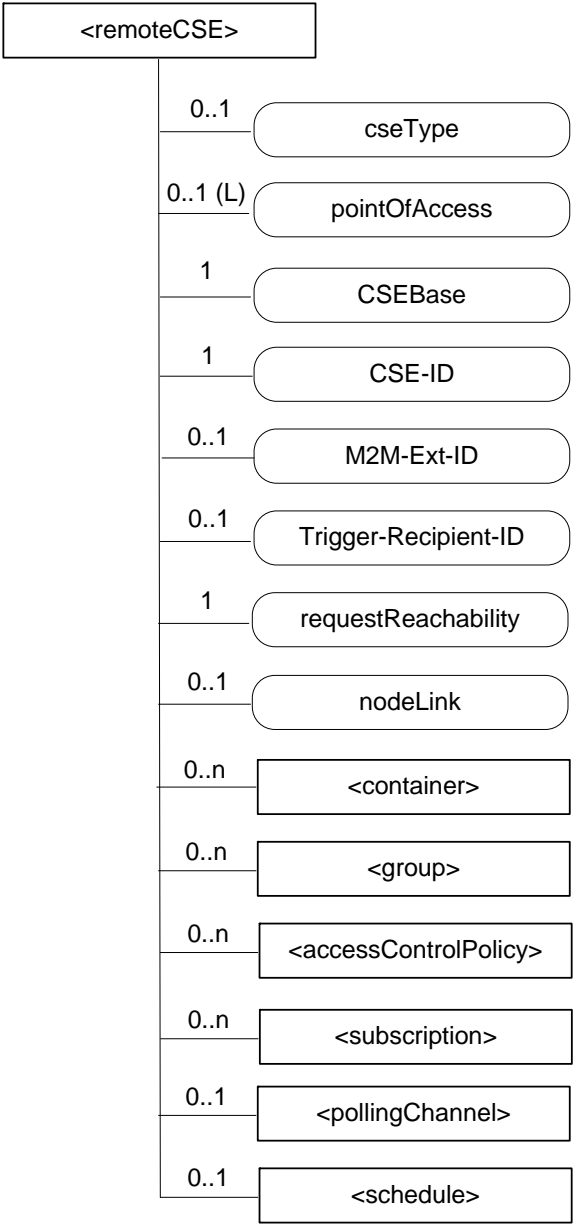 <remoteCSE>
0..1
cseType
0..1 (L)
pointOfAccess
1
CSEBase
1
CSE-ID
0..1
M2M-Ext-ID
0..1
Trigger-Recipient-ID
1
requestReachability
0..1
nodeLink
0..n
<container>
0..n
<group>
0..n
<accessControlPolicy>
0..n
<subscription>
0..1
<pollingChannel>
0..1
<schedule>